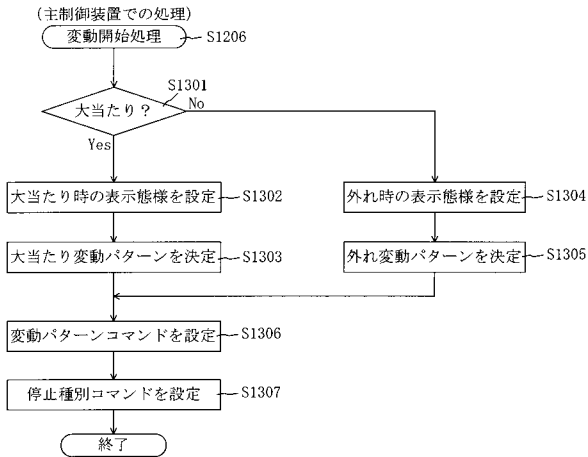 (主制御装置での処理)
変動開始処理 S1206
S1301
大当たり？ No
Yes
大当たり時の表示態様を設定 S1302
外れ時の表示態様を設定 S1304
大当たり変動パターンを決定 S1303
外れ変動パターンを決定 S1305
変動パターンコマンドを設定 S1306
停止種別コマンドを設定 S1307
終了